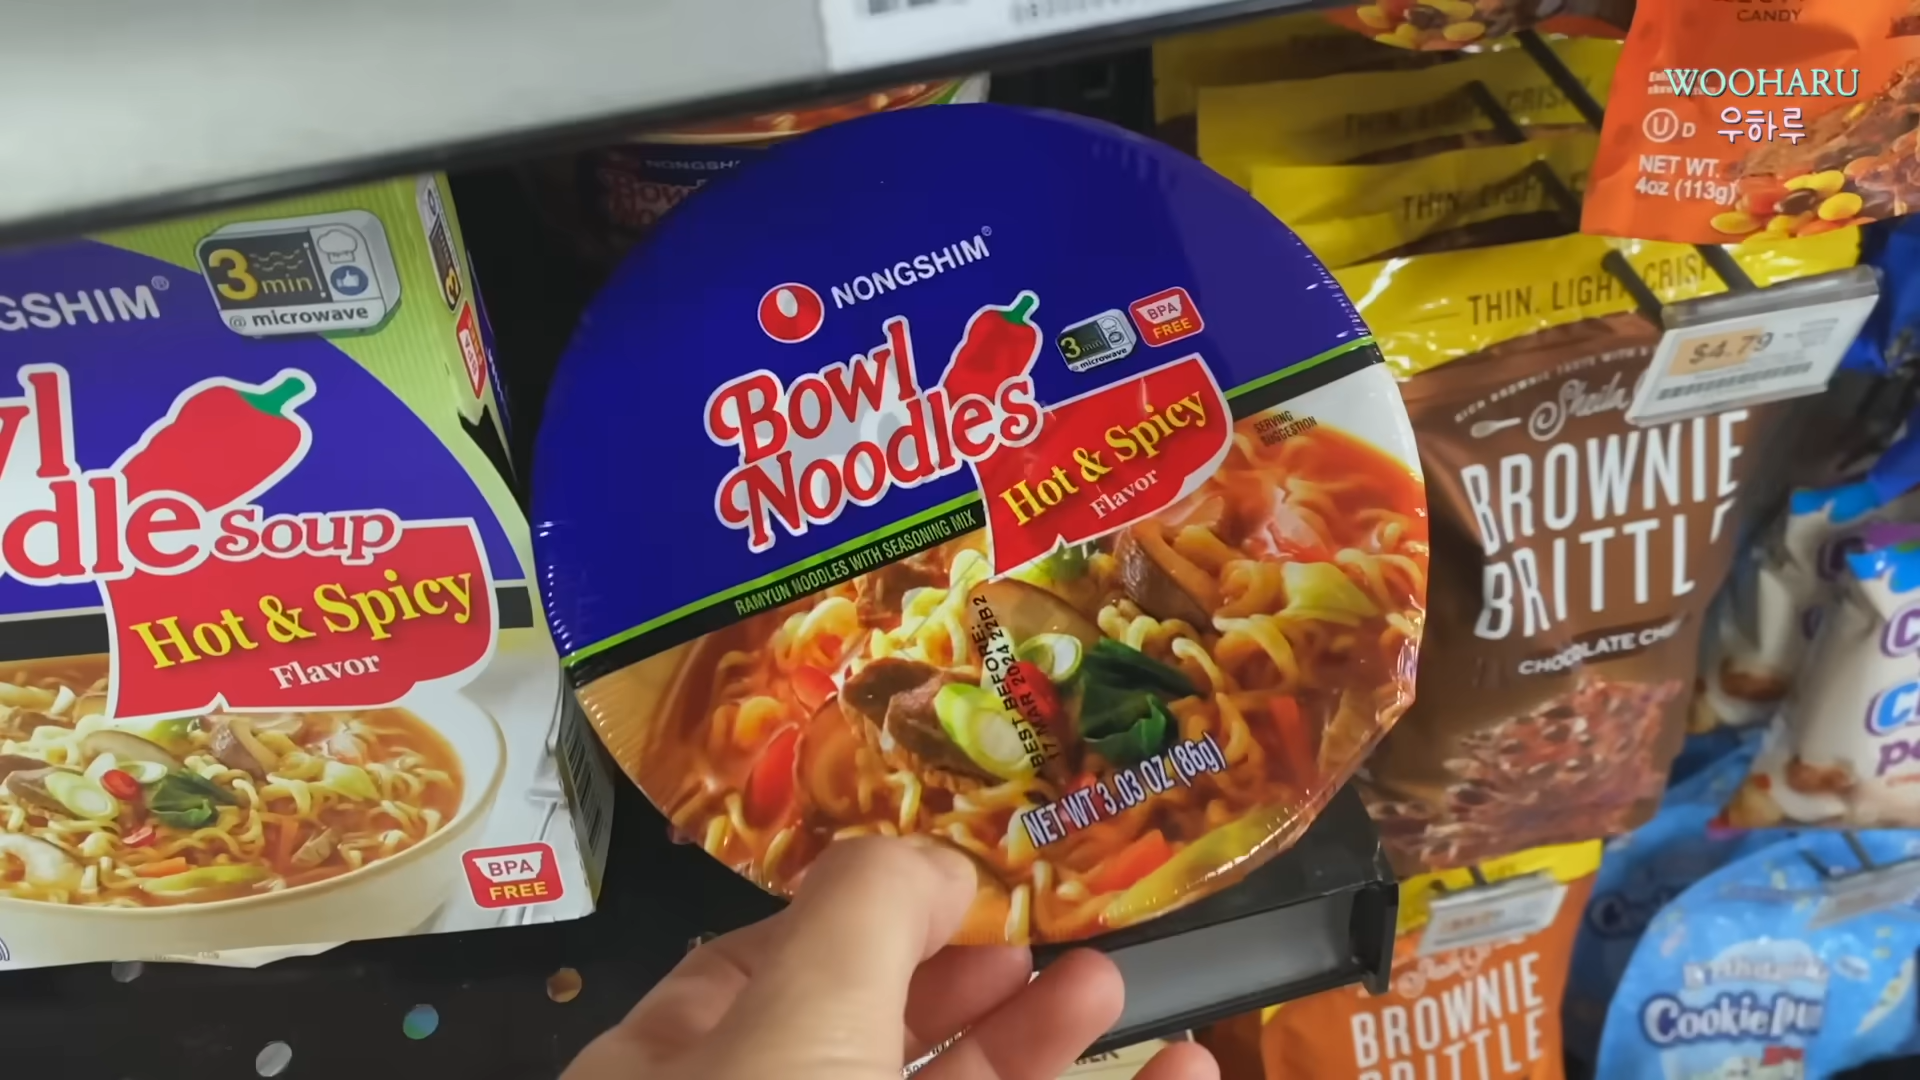 CANDY
WOOHARU
우하루
U D
NET WT.
4oz (113g)
GSHIM®
3 min
@ microwave
Soup
Hot & Spicy
Flavor
BPA
FREE
NONGSHIM®
Bowl
Noodles
3 min
@ microwave
BPA
FREE
Hot & Spicy
Flavor
SERVING
SUGGESTION
RAMYUN NOODLES WITH SEASONING MIX
BEST BEFORE:
17 MAR 2024 22B2
NET WT 3.03 OZ (86g)
THIN. LIGHT. CRISP
$4.79
Sheila
BROWNIE
BRITTL
CHOCOLATE CHIP
BROWNIE
BRITTLE
Cookie